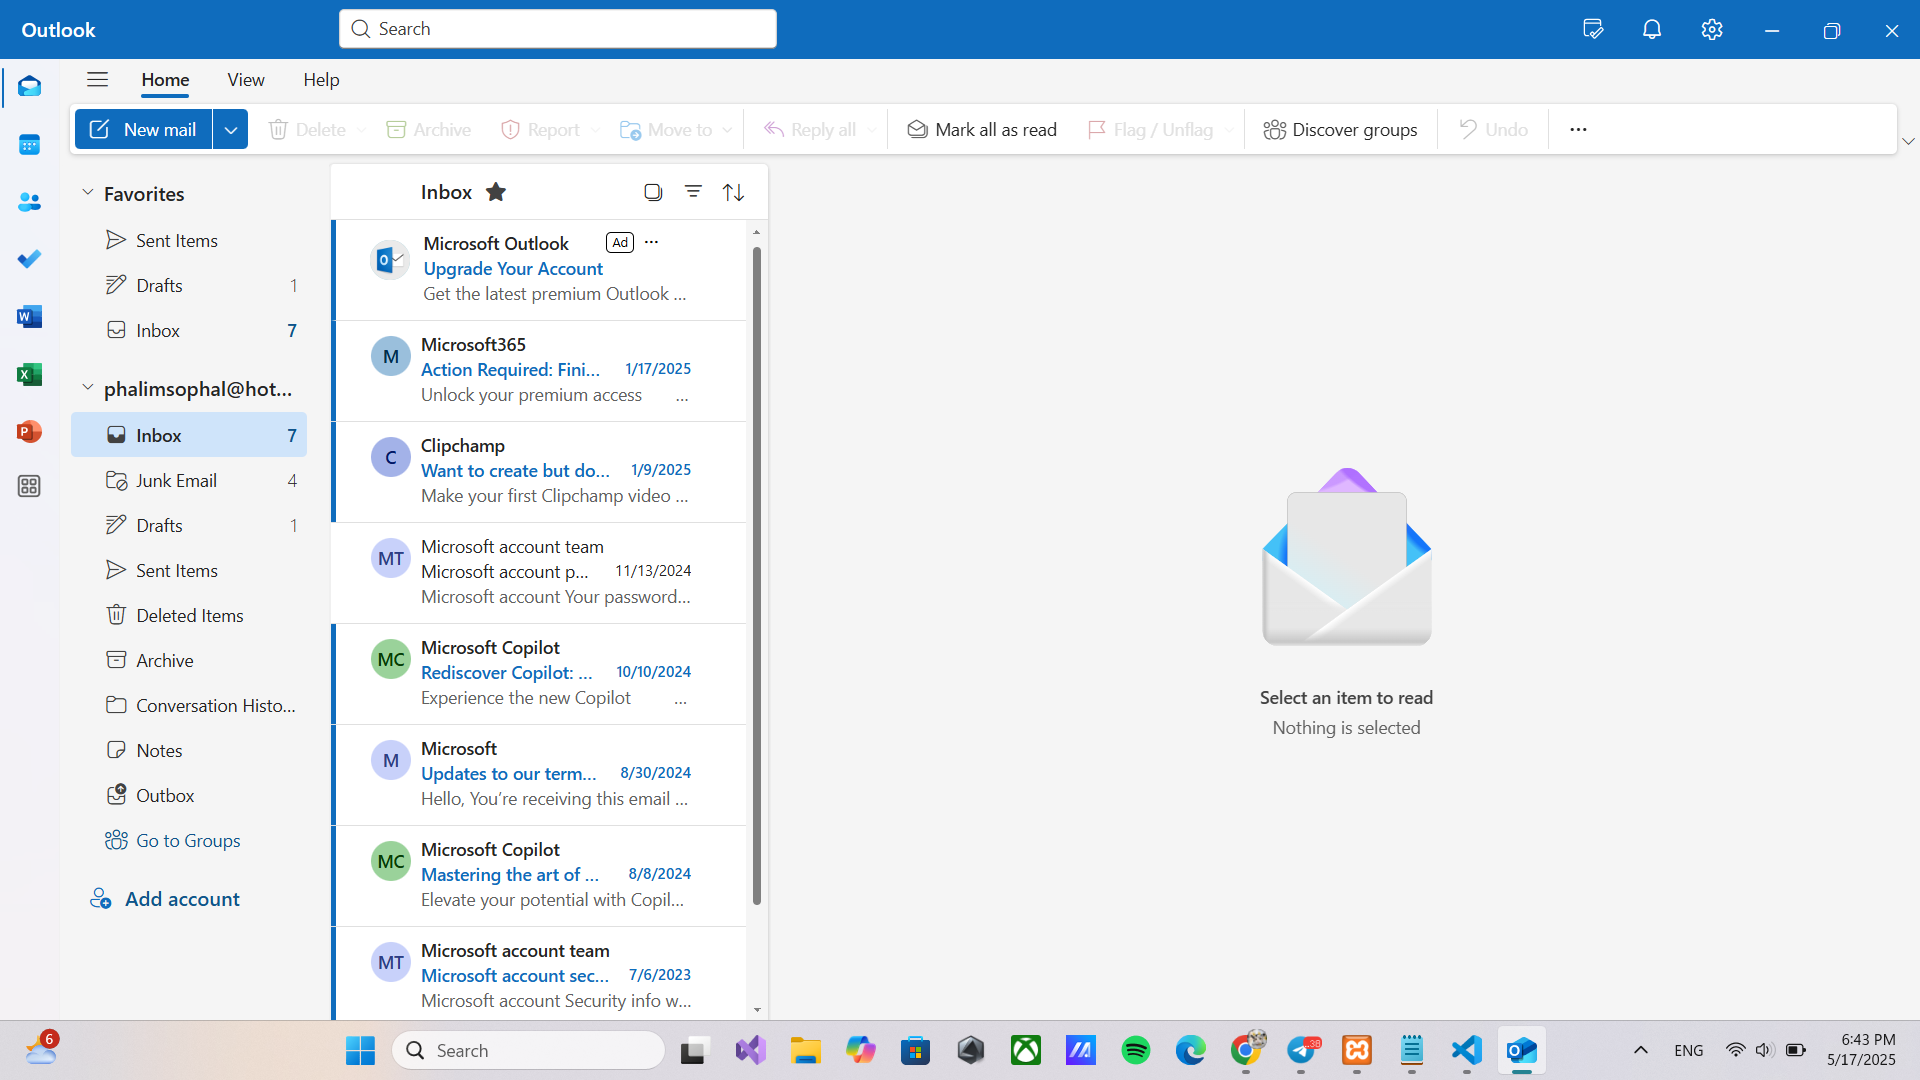 Outlook
Search
Home
View
Help
New mail
Delete
Archive
Report
Move to
Reply all
Mark all as read
Flag / Unflag
Discover groups
Undo
Favorites
Sent Items
Drafts 1
Inbox 7
phalimsophal@hot...
Inbox 7
Junk Email 4
Drafts 1
Sent Items
Deleted Items
Archive
Conversation Histo...
Notes
Outbox
Go to Groups
Add account
Inbox
Microsoft Outlook Ad
Upgrade Your Account
Get the latest premium Outlook ...
M
Microsoft365
Action Required: Fini... 1/17/2025
Unlock your premium access ...
C
Clipchamp
Want to create but do... 1/9/2025
Make your first Clipchamp video ...
MT
Microsoft account team
Microsoft account p... 11/13/2024
Microsoft account Your password...
MC
Microsoft Copilot
Rediscover Copilot: ... 10/10/2024
Experience the new Copilot ...
M
Microsoft
Updates to our term... 8/30/2024
Hello, You’re receiving this email ...
MC
Microsoft Copilot
Mastering the art of ... 8/8/2024
Elevate your potential with Copil...
MT
Microsoft account team
Microsoft account sec... 7/6/2023
Microsoft account Security info w...
Select an item to read
Nothing is selected
6
Search
ENG
6:43 PM
5/17/2025